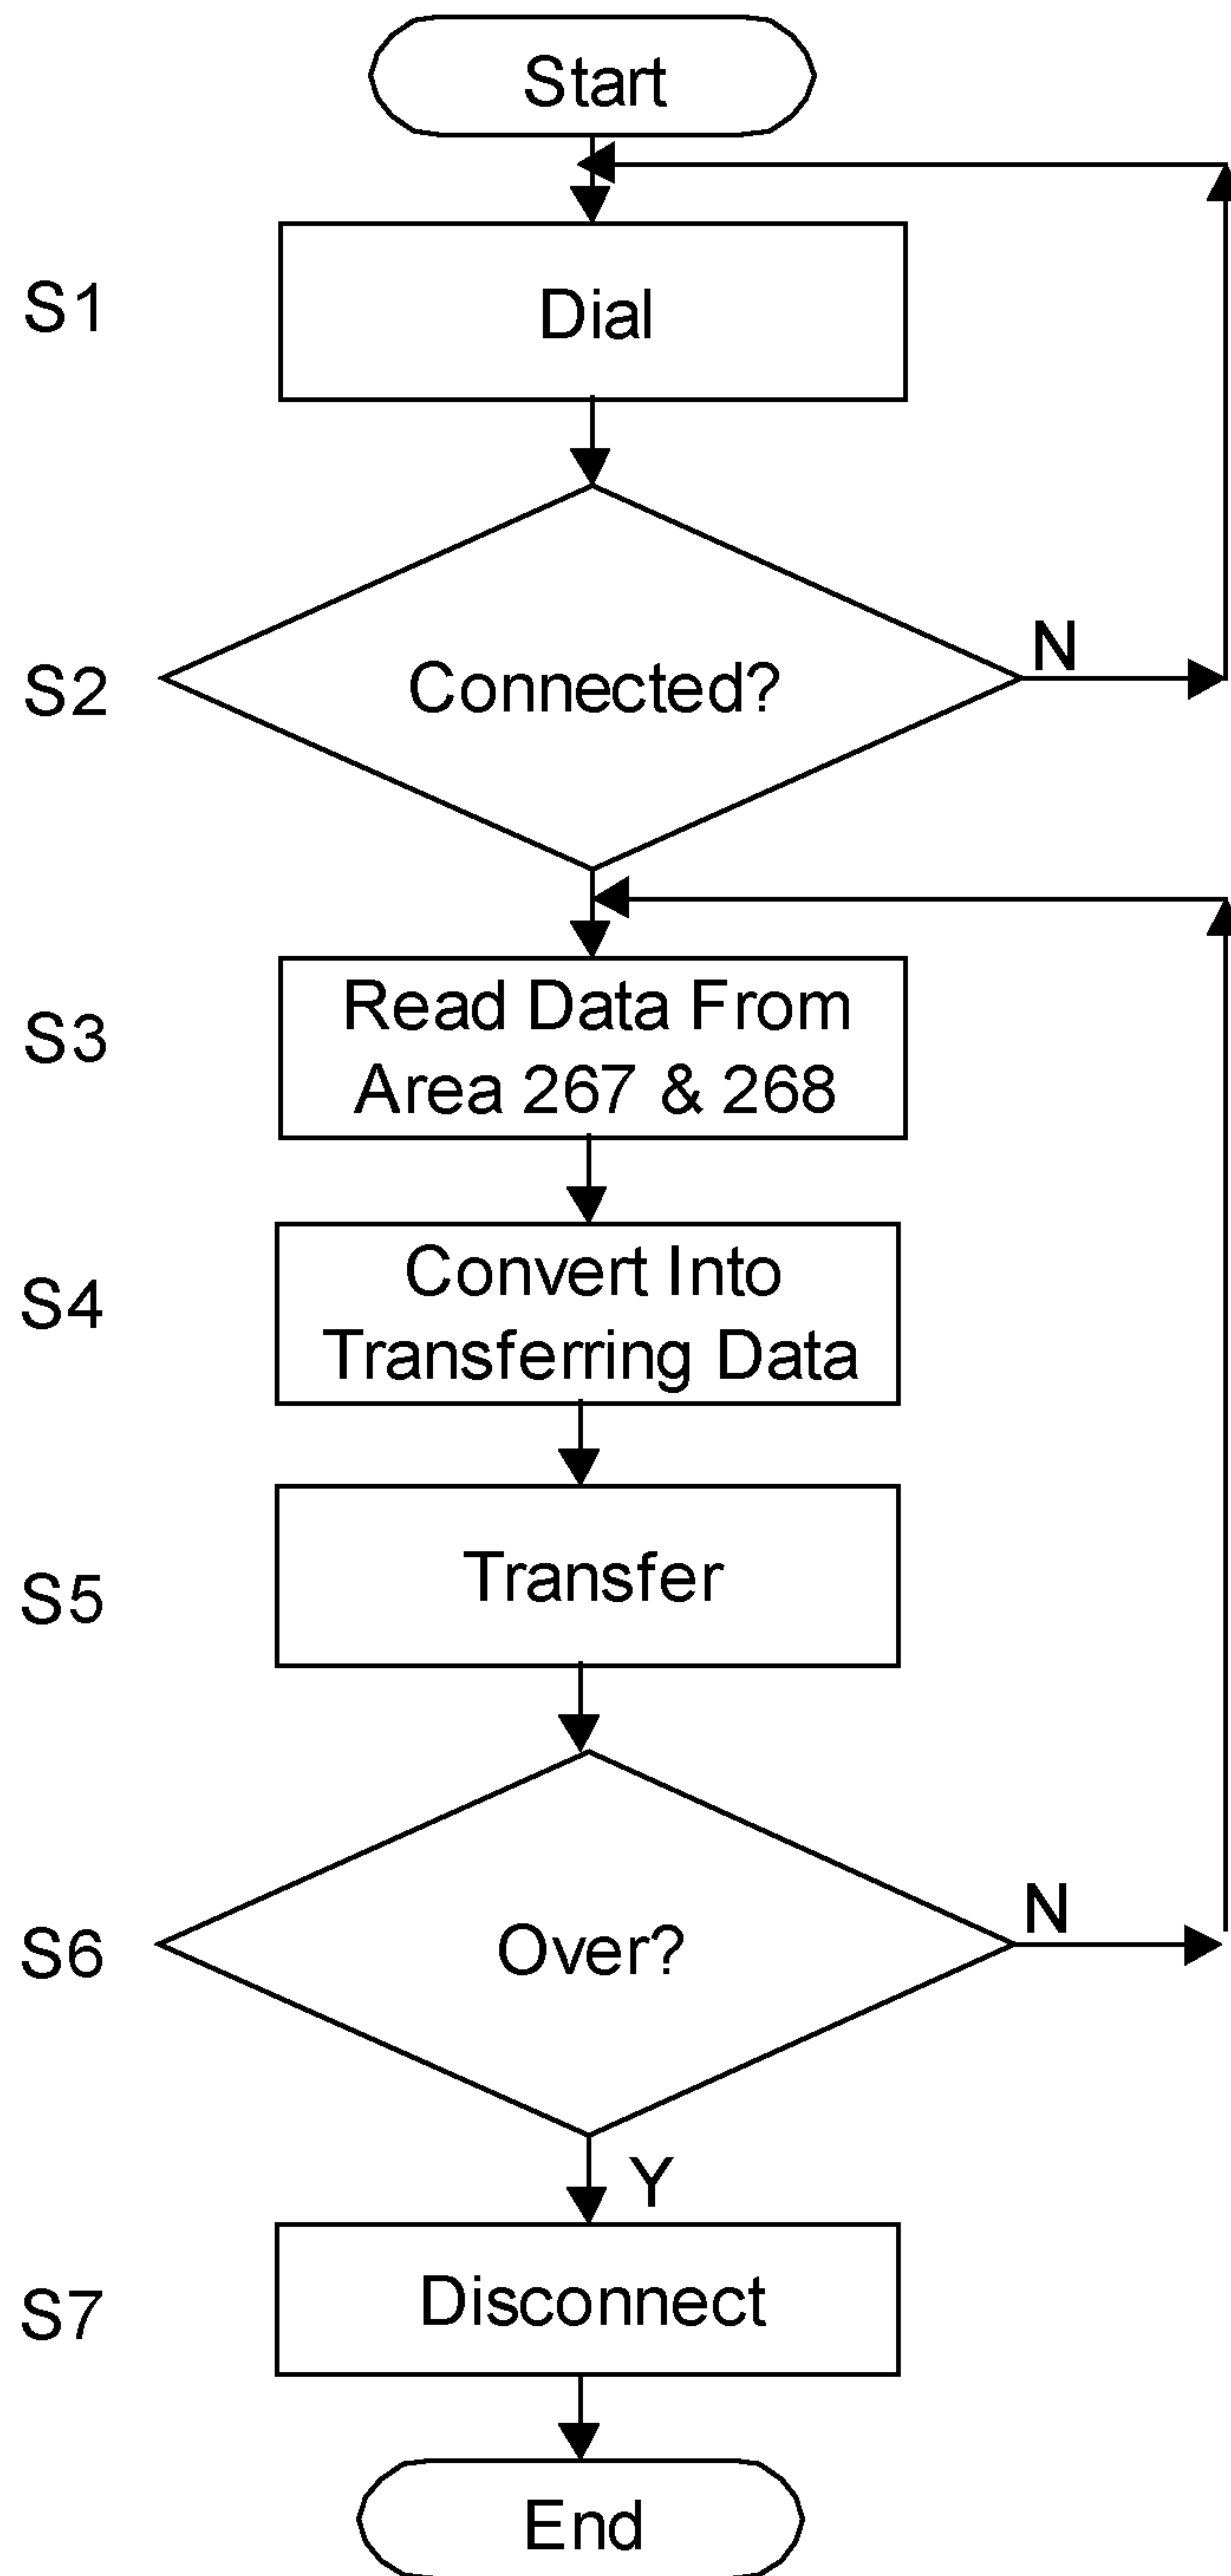 Start
S1
Dial
S2
Connected?
N
S3
Read Data From
Area 267 & 268
S4
Convert Into
Transferring Data
S5
Transfer
S6
Over?
N
Y
S7
Disconnect
End